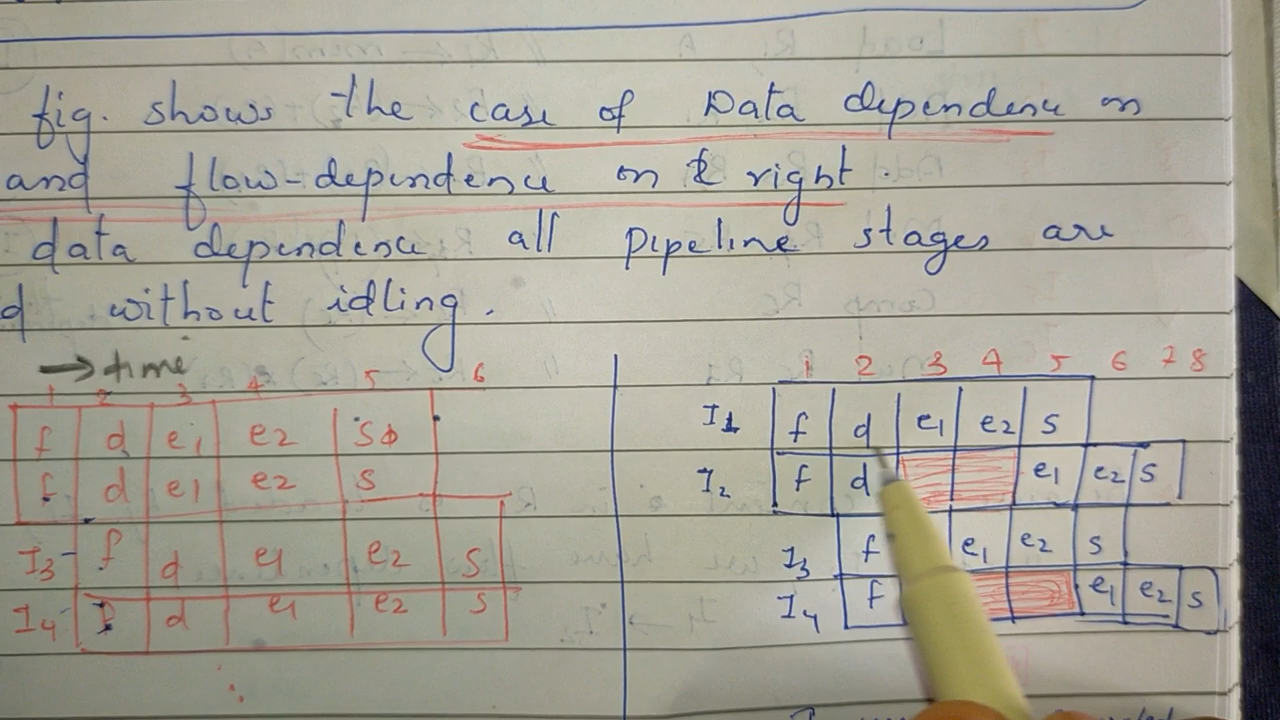 fig. shows the case of Data dependence on
and flow-dependence on t right.
data dependence all pipeline stages are
d without idling.
→ time
1 2 3 4 5 6
f d e1 e2 s
f d e1 e2 s
I3 - f d e1 e2 s
I4 - f d e1 e2 s
1 2 3 4 5 6 7 8
I1 f d e1 e2 s
I2 f d e1 e2 s
I3 f e1 e2 s
I4 f e1 e2 s